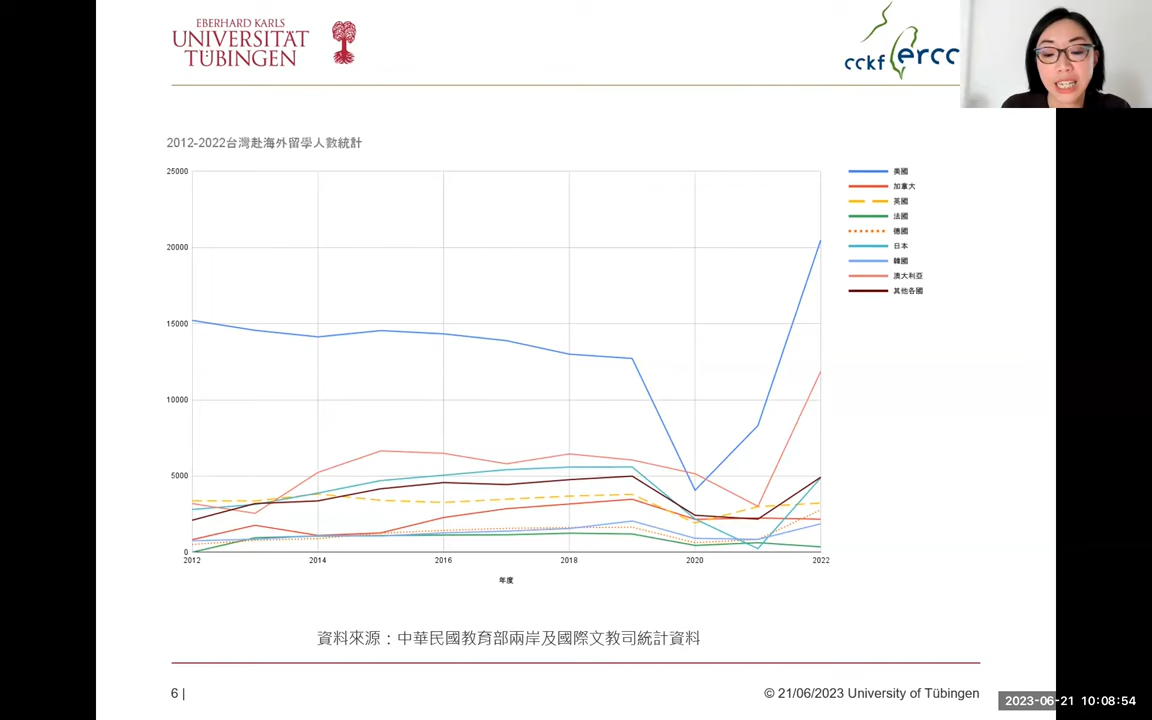 EBERHARD KARLS
UNIVERSITÄT
TÜBINGEN
cckf ercc
2012-2022台灣赴海外留學人數統計
25000
20000
15000
10000
5000
0
2012
2014
2016
2018
2020
2022
年度
美國
加拿大
英國
法國
德國
日本
韓國
澳大利亞
其他各國
資料來源：中華民國教育部兩岸及國際文教司統計資料
6 |
© 21/06/2023 University of Tübingen
2023-06-21 10:08:54